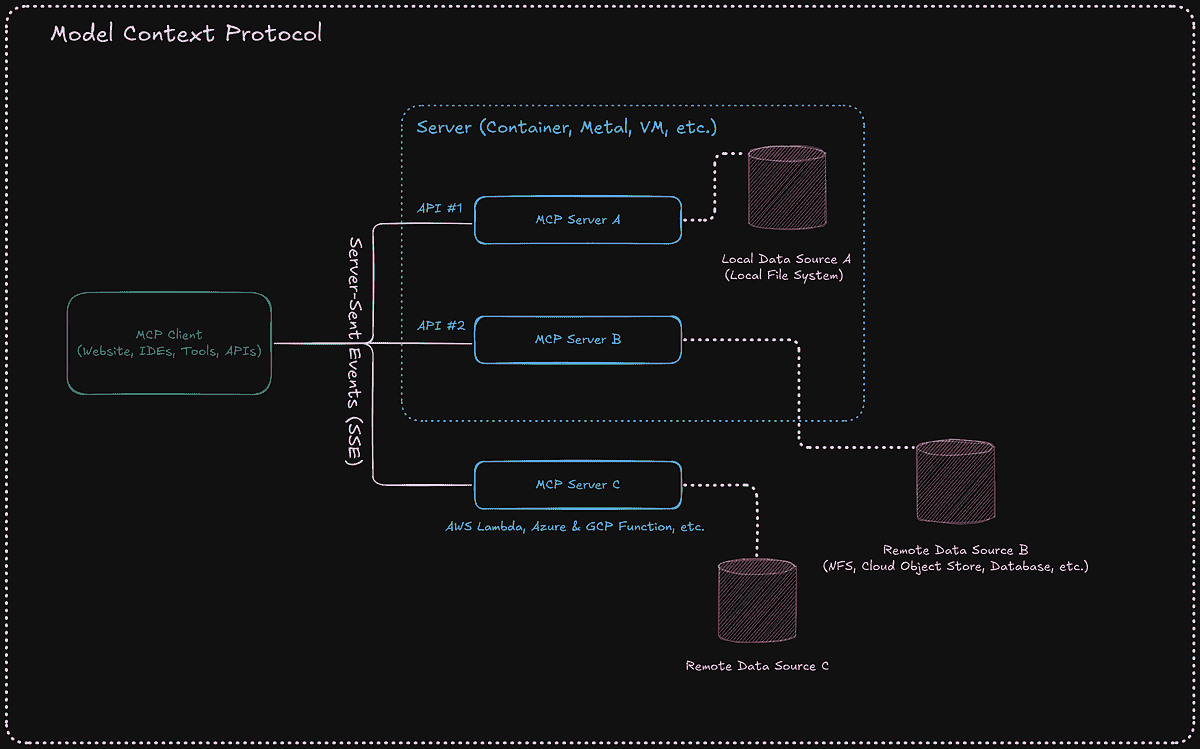 Model Context Protocol
Server (Container, Metal, VM, etc.)
API #1
MCP Server A
Local Data Source A
(Local File System)
Server-Sent Events (SSE)
MCP Client
(Website, IDEs, Tools, APIs)
API #2
MCP Server B
MCP Server C
AWS Lambda, Azure & GCP Function, etc.
Remote Data Source B
(NFS, Cloud Object Store, Database, etc.)
Remote Data Source C